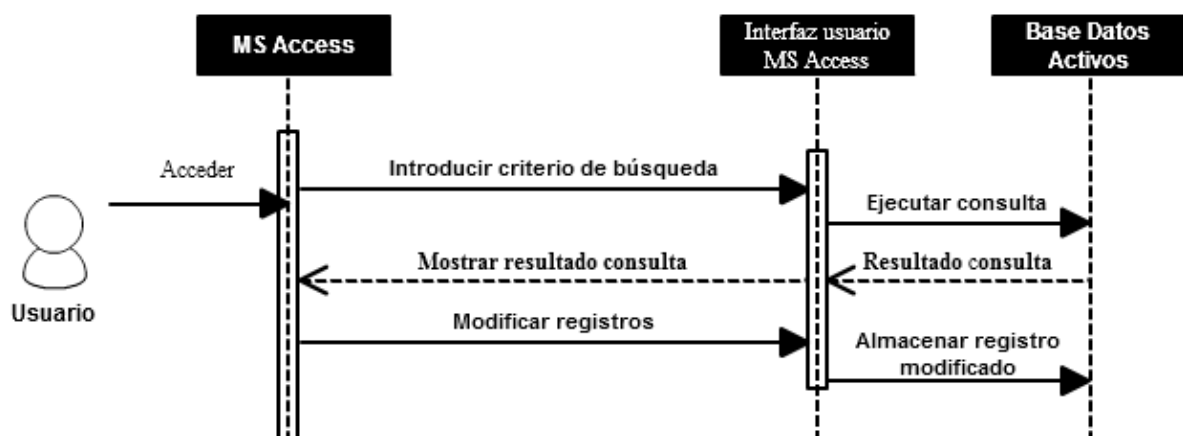 MS Access
Interfaz usuario
MS Access
Base Datos
Activos
Acceder
Introducir criterio de búsqueda
Ejecutar consulta
Mostrar resultado consulta
Resultado consulta
Usuario
Modificar registros
Almacenar registro
modificado